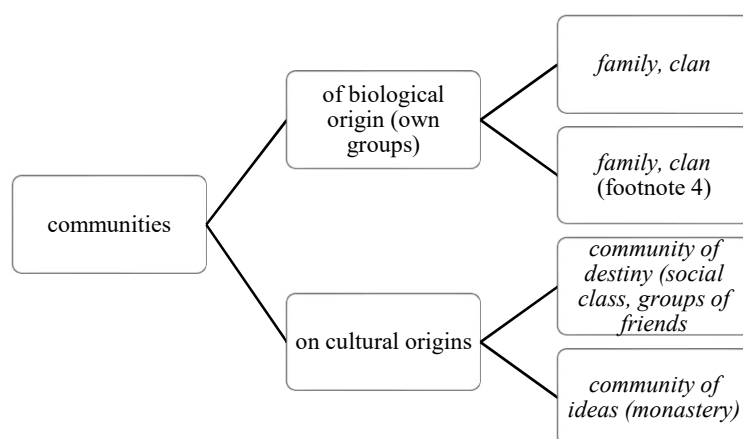 communities
of biological
origin (own
groups)
on cultural origins
family, clan
family, clan
(footnote 4)
community of
destiny (social
class, groups of
friends
community of
ideas (monastery)